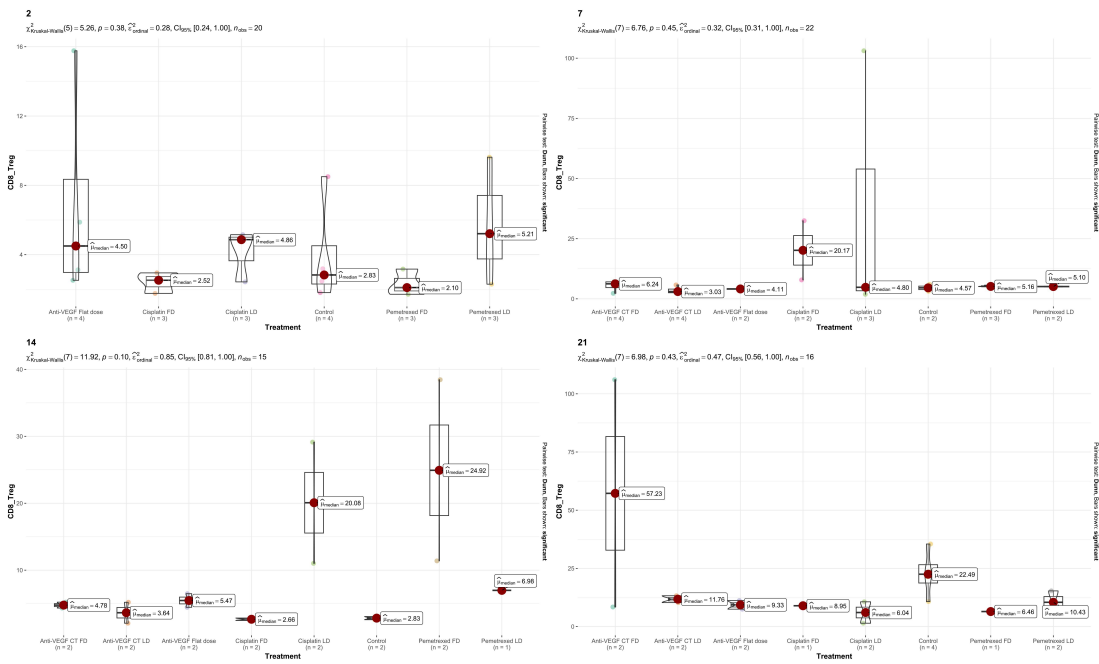 2
χ²Kruskal-Wallis(5) = 5.26, p = 0.38, ε̂²ordinal = 0.28, CI95% [0.24, 1.00], nobs = 20
16
12
8
4
CD8_Treg
μ̂median = 4.50
μ̂median = 2.52
μ̂median = 4.86
μ̂median = 2.83
μ̂median = 2.10
μ̂median = 5.21
Pairwise test: Dunn, Bars shown: significant
Anti-VEGF Flat dose Cisplatin FD Cisplatin LD Control Pemetrexed FD Pemetrexed LD
(n = 4) (n = 3) (n = 3) (n = 4) (n = 3) (n = 3)
Treatment
7
χ²Kruskal-Wallis(7) = 6.76, p = 0.45, ε̂²ordinal = 0.32, CI95% [0.31, 1.00], nobs = 22
100
75
50
25
0
CD8_Treg
μ̂median = 6.24
μ̂median = 3.03
μ̂median = 4.11
μ̂median = 20.17
μ̂median = 4.80
μ̂median = 4.57
μ̂median = 5.16
μ̂median = 5.10
Pairwise test: Dunn, Bars shown: significant
Anti-VEGF CT FD Anti-VEGF CT LD Anti-VEGF Flat dose Cisplatin FD Cisplatin LD Control Pemetrexed FD Pemetrexed LD
(n = 4) (n = 4) (n = 2) (n = 2) (n = 3) (n = 2) (n = 3) (n = 2)
Treatment
14
χ²Kruskal-Wallis(7) = 11.92, p = 0.10, ε̂²ordinal = 0.85, CI95% [0.81, 1.00], nobs = 15
40
30
20
10
CD8_Treg
μ̂median = 4.78
μ̂median = 3.64
μ̂median = 5.47
μ̂median = 2.66
μ̂median = 20.08
μ̂median = 2.83
μ̂median = 24.92
μ̂median = 6.98
Pairwise test: Dunn, Bars shown: significant
Anti-VEGF CT FD Anti-VEGF CT LD Anti-VEGF Flat dose Cisplatin FD Cisplatin LD Control Pemetrexed FD Pemetrexed LD
(n = 2) (n = 2) (n = 2) (n = 2) (n = 2) (n = 2) (n = 2) (n = 1)
Treatment
21
χ²Kruskal-Wallis(7) = 6.98, p = 0.43, ε̂²ordinal = 0.47, CI95% [0.56, 1.00], nobs = 16
100
75
50
25
0
CD8_Treg
μ̂median = 57.23
μ̂median = 11.76
μ̂median = 9.33
μ̂median = 8.95
μ̂median = 6.04
μ̂median = 22.49
μ̂median = 6.46
μ̂median = 10.43
Pairwise test: Dunn, Bars shown: significant
Anti-VEGF CT FD Anti-VEGF CT LD Anti-VEGF Flat dose Cisplatin FD Cisplatin LD Control Pemetrexed FD Pemetrexed LD
(n = 2) (n = 2) (n = 2) (n = 1) (n = 2) (n = 4) (n = 1) (n = 2)
Treatment